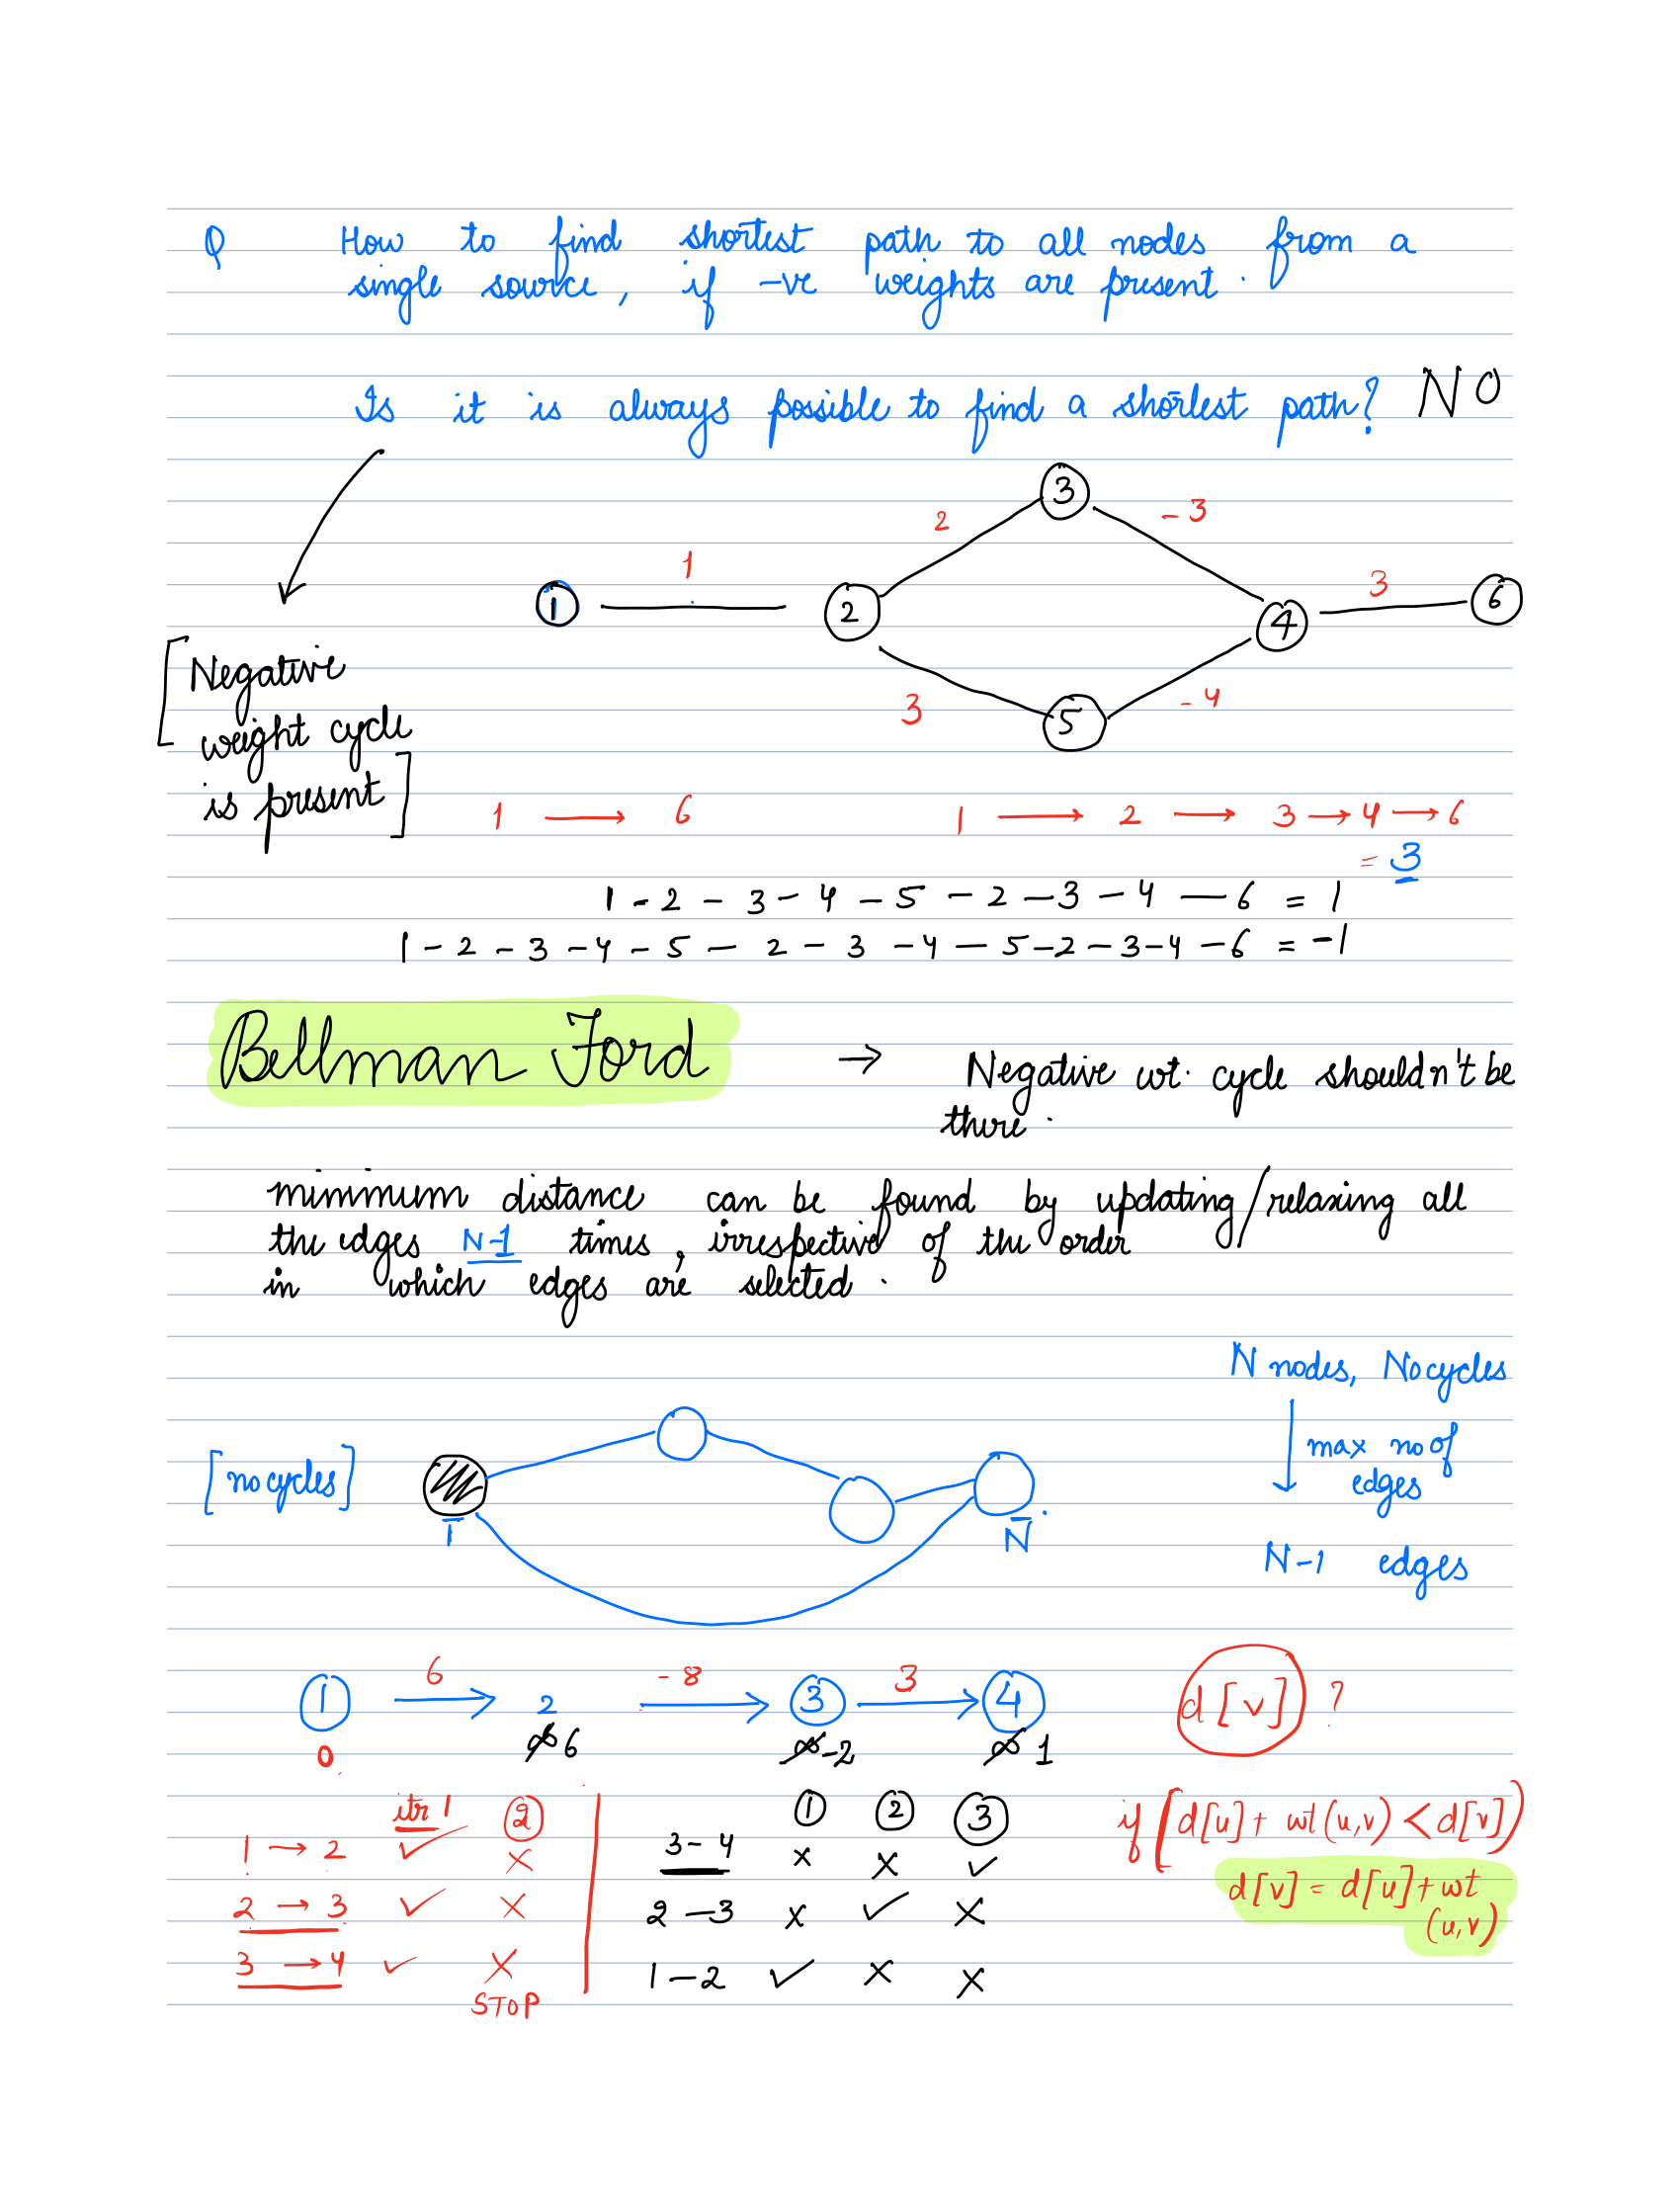 Q How to find shortest path to all nodes from a
single source, if -ve weights are present.
Is it is always possible to find a shortest path? NO
3
2
-3
1
3
1
2
4
6
3
-4
5
[Negative
weight cycle
is present]
1 → 6
1 → 2 → 3 → 4 → 6
= 3
1 - 2 - 3 - 4 - 5 - 2 - 3 - 4 - 6 = 1
1 - 2 - 3 - 4 - 5 - 2 - 3 - 4 - 5 - 2 - 3 - 4 - 6 = -1
Bellman Ford → Negative wt. cycle shouldn't be
there.
minimum distance can be found by updating/relaxing all
the edges N-1 times, irrespective of the order
in which edges are selected.
N nodes, No cycles
max no of
edges
N-1 edges
[no cycles]
1
N
6 -8 3
1 → 2 → 3 → 4
0 ∞ 6 ∞ -2 ∞ 1
d[v] ?
itr 1 2
1 → 2 ✓ ×
2 → 3 ✓ ×
3 → 4 ✓ ×
STOP
1 2 3
3 - 4 × × ✓
2 - 3 × ✓ ×
1 - 2 ✓ × ×
if [d[u] + wt(u,v) < d[v])
d[v] = d[u] + wt
(u,v)